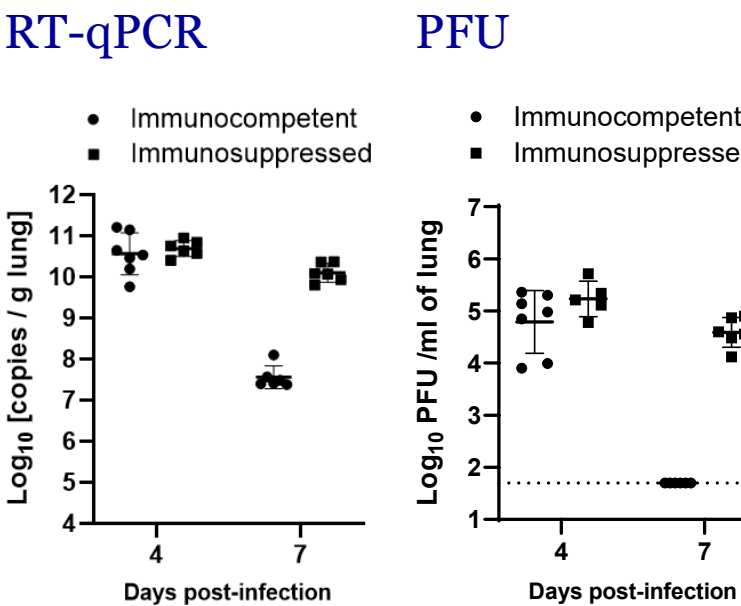 RT-qPCR
Immunocompetent
Immunosuppressed
12
11
10
9
8
7
6
5
4
Log10 [copies / g lung]
4 7
Days post-infection
PFU
Immunocompetent
Immunosuppresse
7
6
5
4
3
2
1
Log10 PFU /ml of lung
4 7
Days post-infection